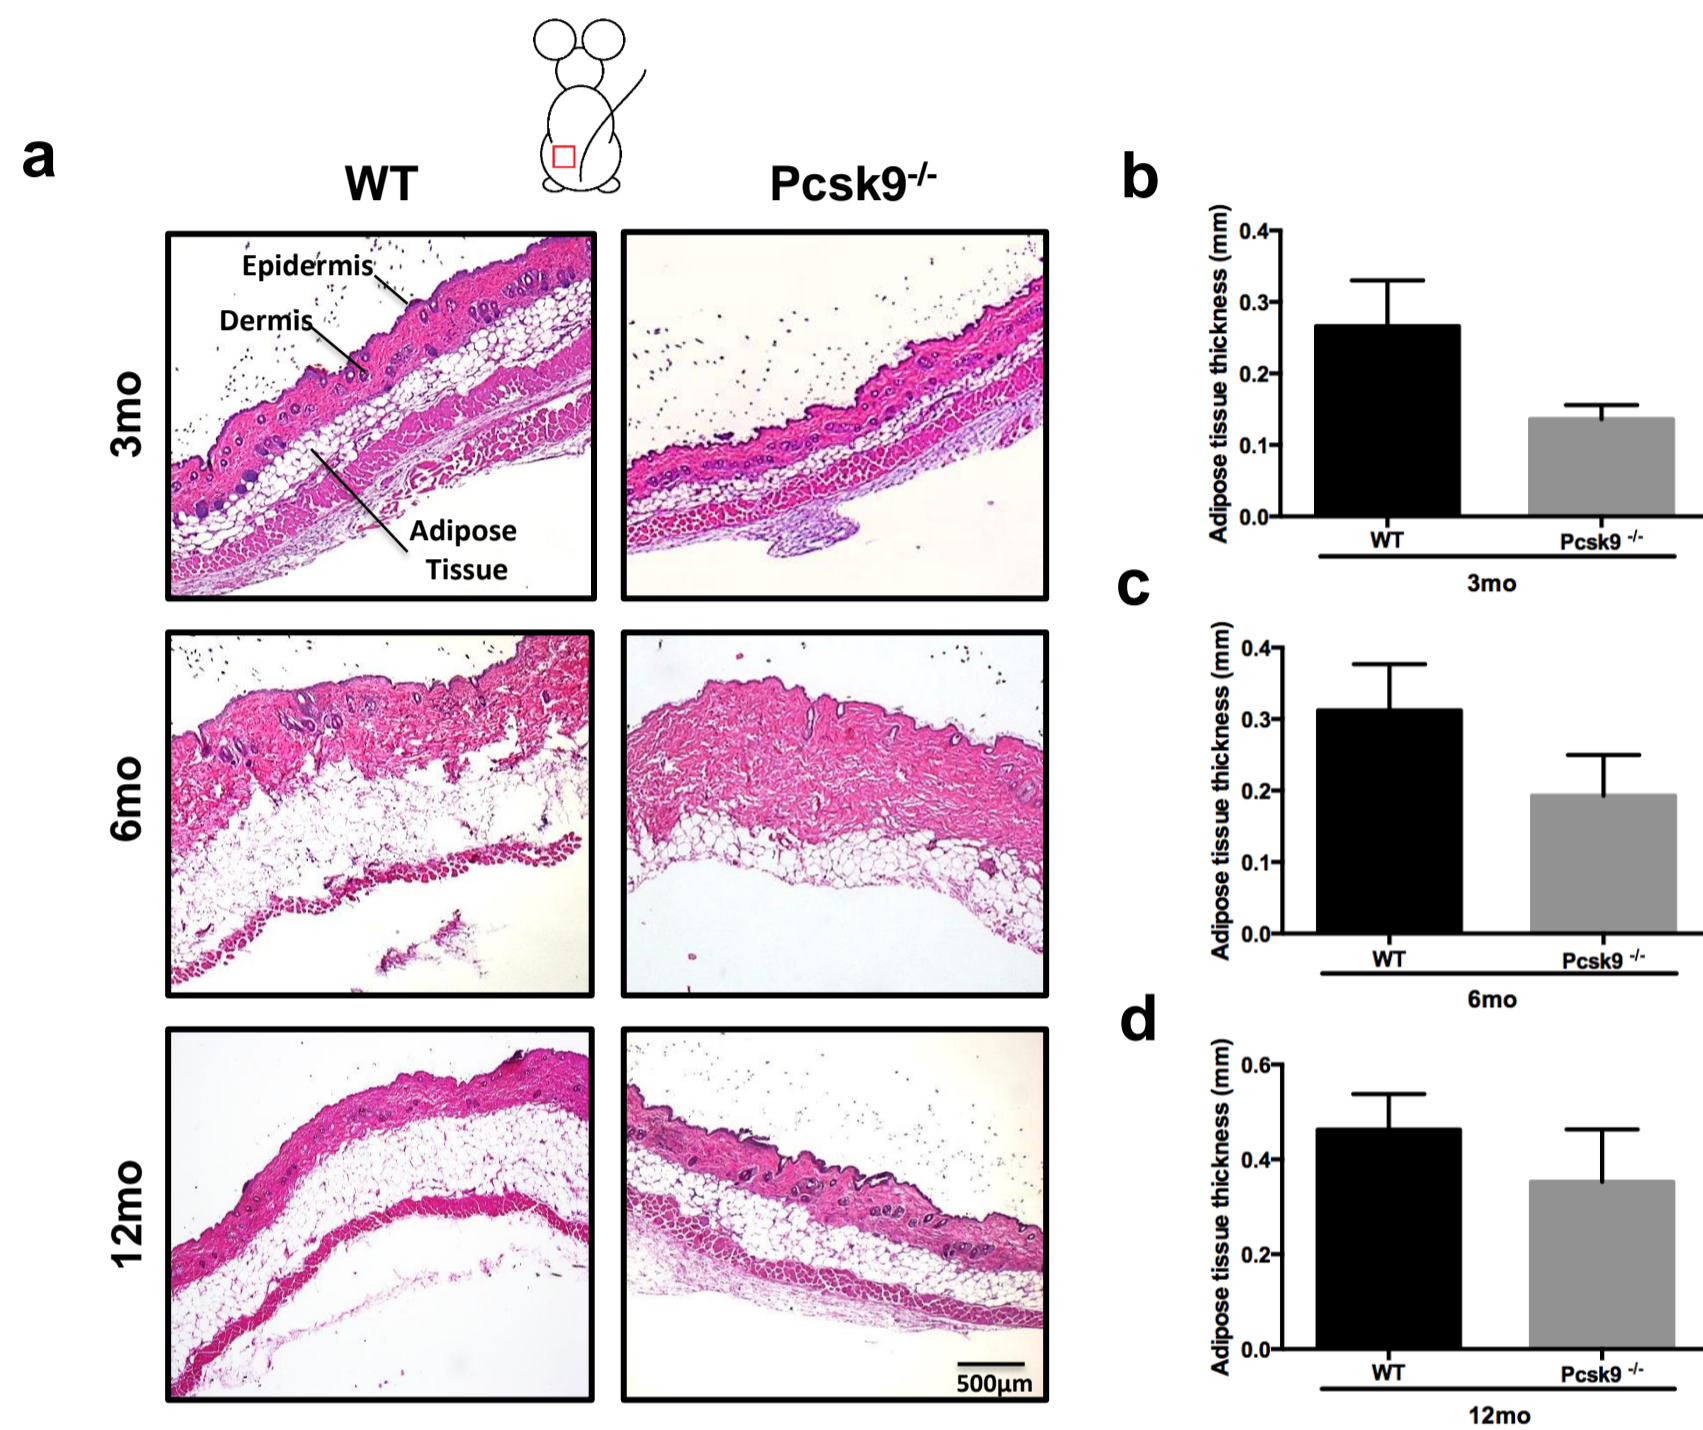 a
WT
Pcsk9-/-
3mo
Epidermis
Dermis
Adipose
Tissue
6mo
12mo
500µm
b
Adipose tissue thickness (mm)
0.4
0.3
0.2
0.1
0.0
WT
Pcsk9 -/-
3mo
c
Adipose tissue thickness (mm)
0.4
0.3
0.2
0.1
0.0
WT
Pcsk9 -/-
6mo
d
Adipose tissue thickness (mm)
0.6
0.4
0.2
0.0
WT
Pcsk9 -/-
12mo